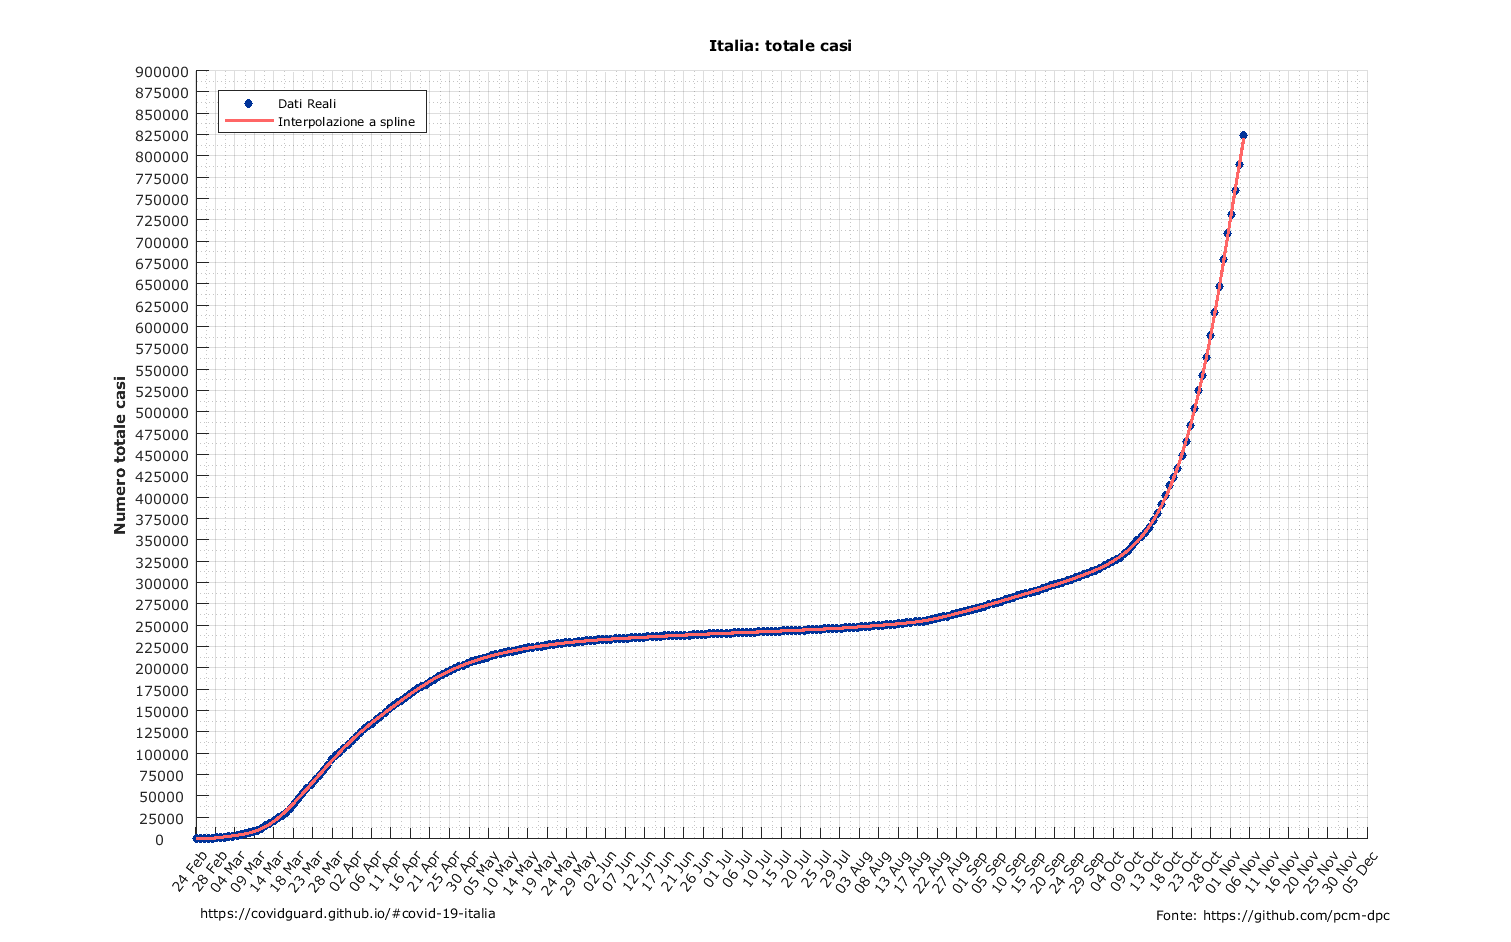 Italia: totale casi
900000
875000
850000
825000
800000
775000
750000
725000
700000
675000
650000
625000
600000
575000
550000
525000
500000
475000
450000
425000
400000
375000
350000
325000
300000
275000
250000
225000
200000
175000
150000
125000
100000
75000
50000
25000
0
Numero totale casi
Dati Reali
Interpolazione a spline
24 Feb
28 Feb
04 Mar
09 Mar
14 Mar
18 Mar
23 Mar
28 Mar
02 Apr
06 Apr
11 Apr
16 Apr
21 Apr
25 Apr
30 Apr
05 May
10 May
14 May
19 May
24 May
29 May
02 Jun
07 Jun
12 Jun
17 Jun
21 Jun
26 Jun
01 Jul
06 Jul
10 Jul
15 Jul
20 Jul
25 Jul
29 Jul
03 Aug
08 Aug
13 Aug
17 Aug
22 Aug
27 Aug
01 Sep
05 Sep
10 Sep
15 Sep
20 Sep
24 Sep
29 Sep
04 Oct
09 Oct
13 Oct
18 Oct
23 Oct
28 Oct
01 Nov
06 Nov
11 Nov
16 Nov
20 Nov
25 Nov
30 Nov
05 Dec
https://covidguard.github.io/#covid-19-italia
Fonte: https://github.com/pcm-dpc